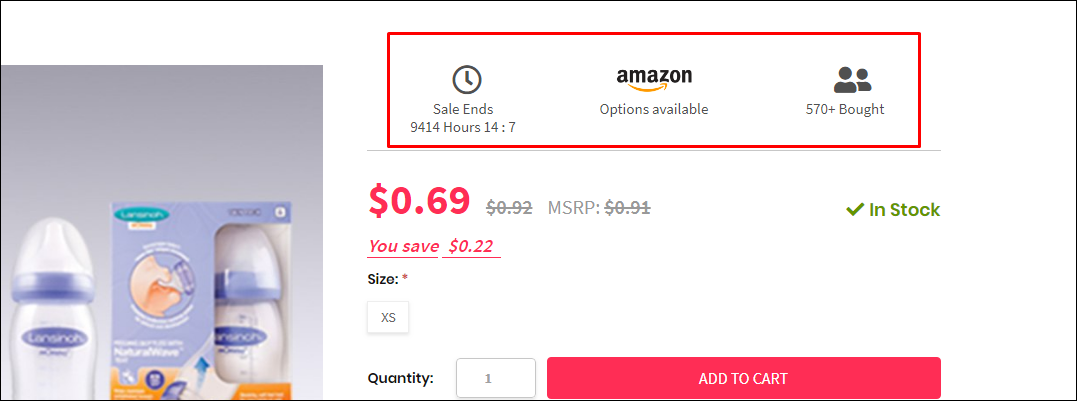 amazon
Sale Ends
Options available
570+ Bought
9414 Hours 14 : 7
$0.69 $0.92 MSRP: $0.91
In Stock
You save $0.22
Size: *
XS
Quantity: 1 ADD TO CART
Lansinoh
Lansinoh
NaturalWave